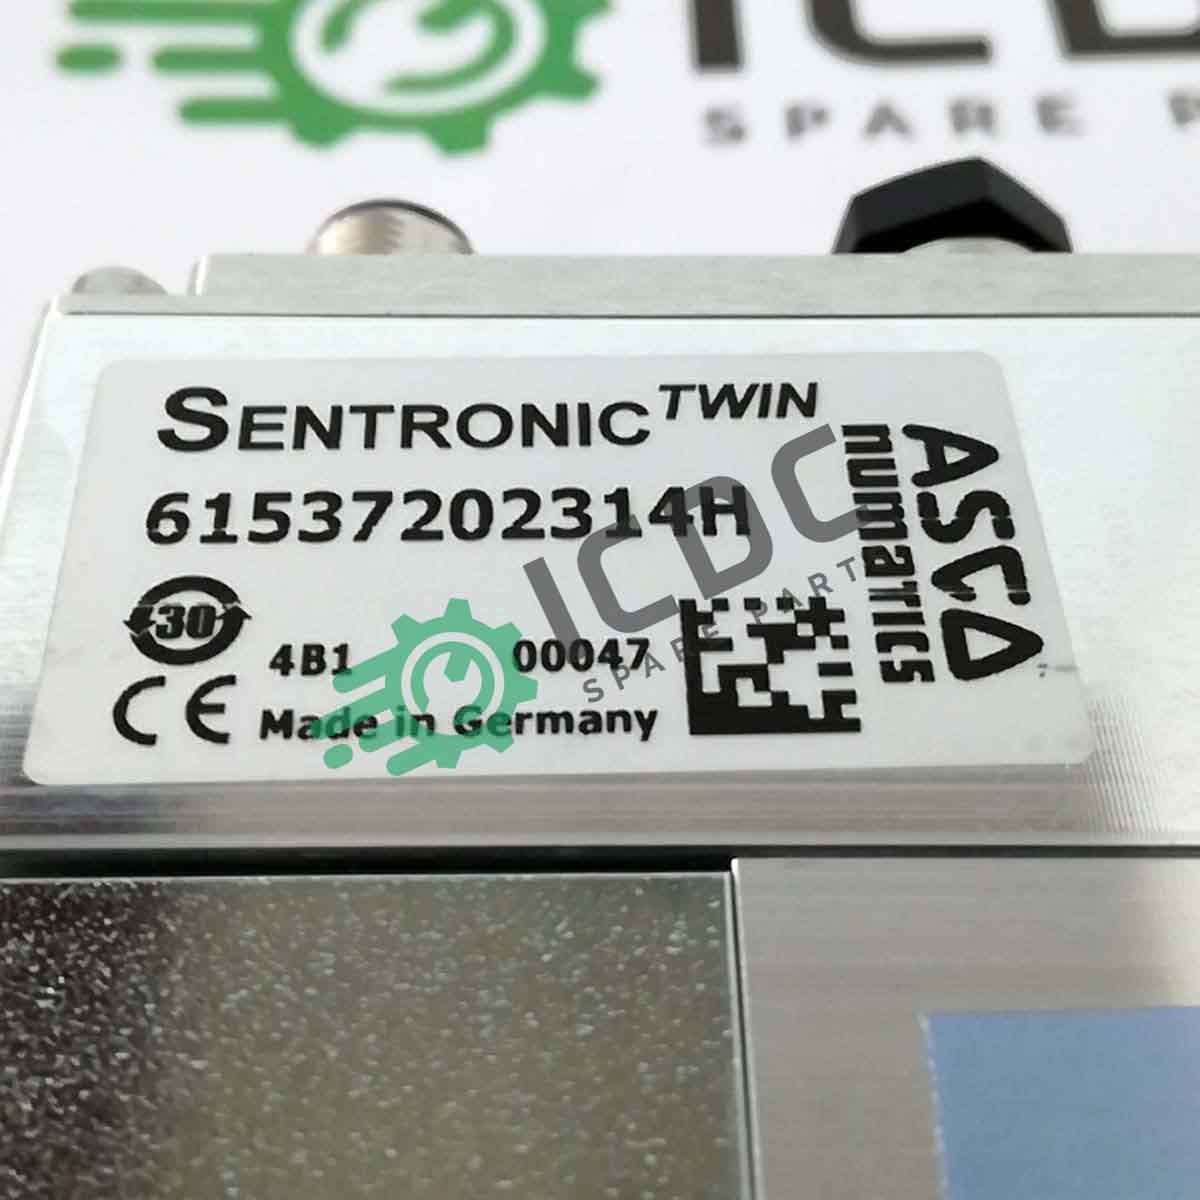 ICDC
SPARE P
SENTRONIC TWIN
61537202314H
30
4B1 00047
CE Made in Germany
ASCO
numatics
ICDC
SPARE PARTS